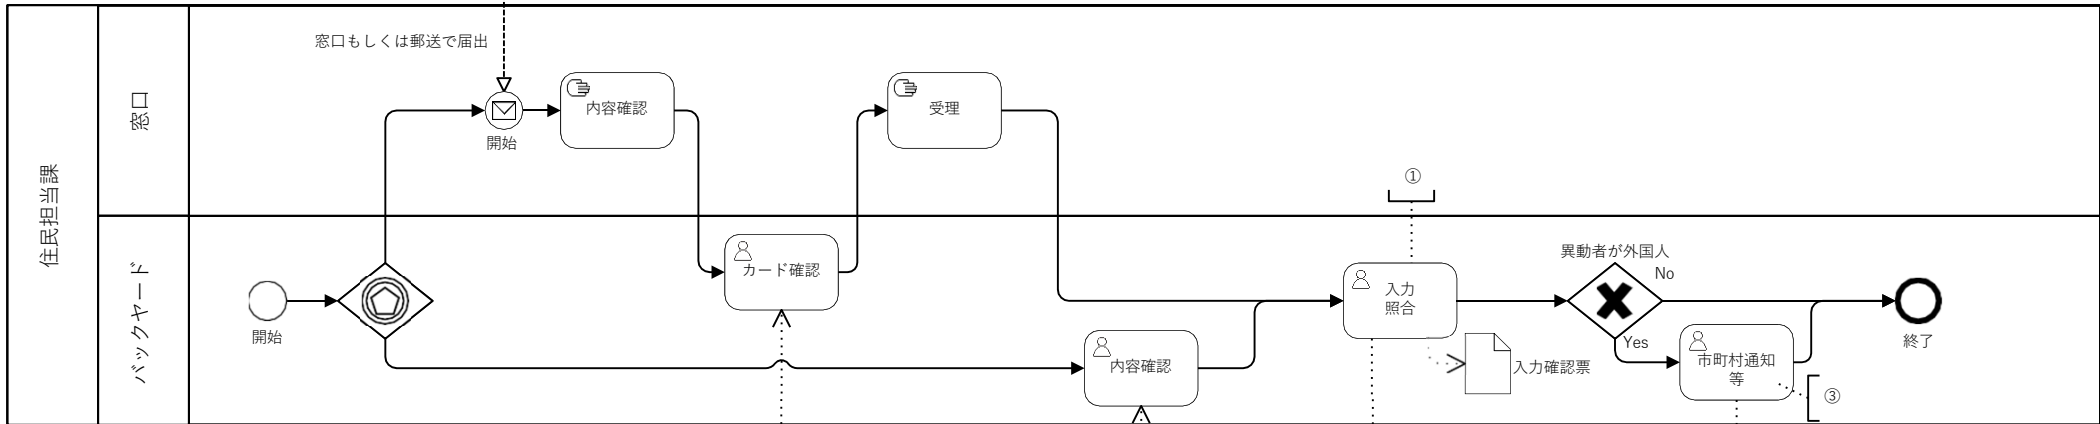 住民担当課
窓口
窓口もしくは郵送で届出
開始
内容確認
受理
①
バックヤード
開始
カード確認
内容確認
入力
照合
入力確認票
異動者が外国人
No
Yes
市町村通知
等
③
終了